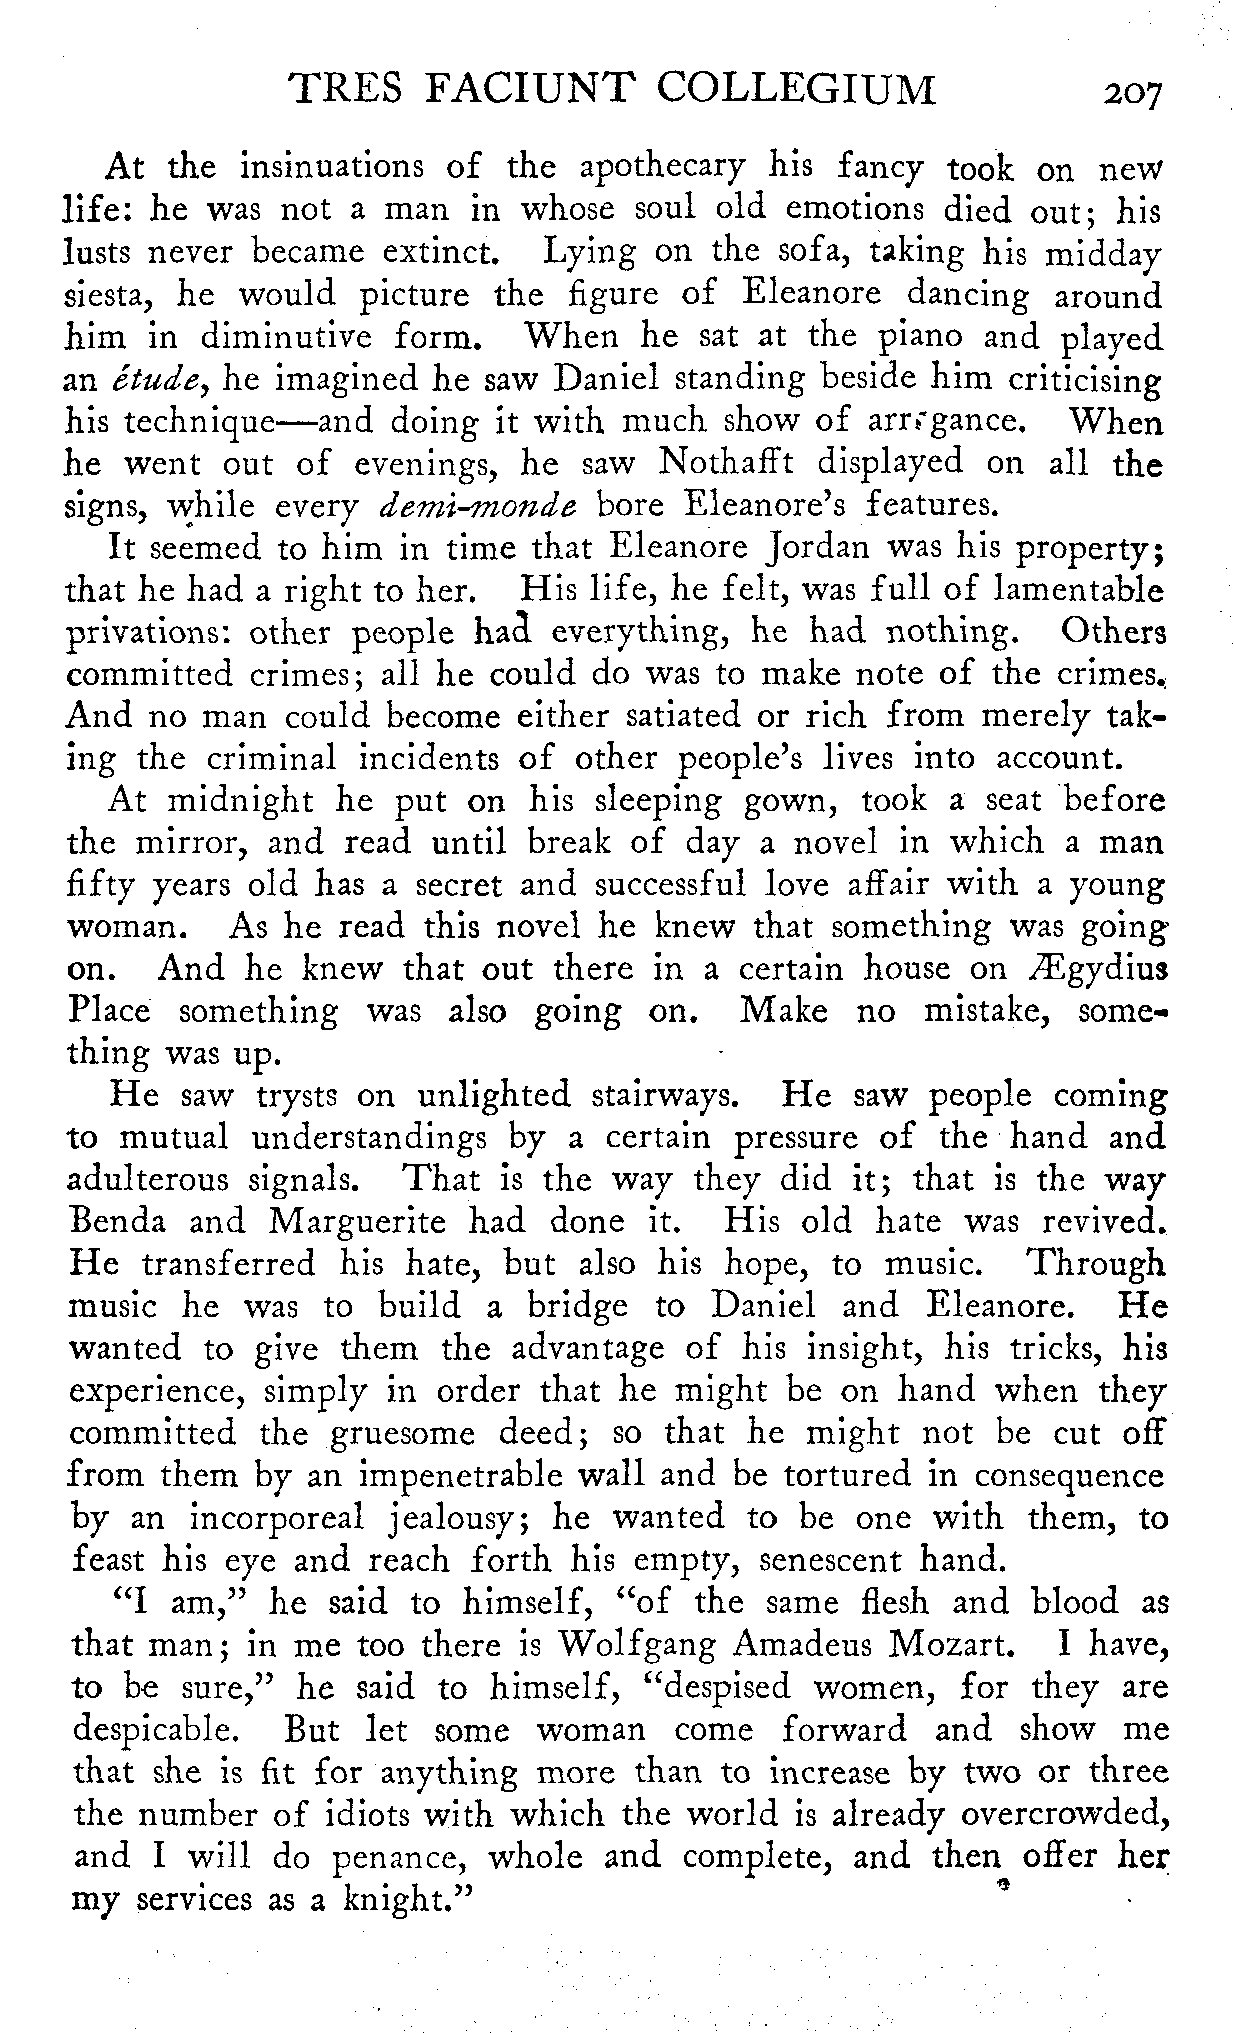 TRES FACIUNT COLLEGIUM 207
At the insinuations of the apothecary his fancy took on new
life: he was not a man in whose soul old emotions died out; his
lusts never became extinct. Lying on the sofa, taking his midday
siesta, he would picture the figure of Eleanore dancing around
him in diminutive form. When he sat at the piano and played
an étude, he imagined he saw Daniel standing beside him criticising
his technique—and doing it with much show of arrogance. When
he went out of evenings, he saw Nothafft displayed on all the
signs, while every demi-monde bore Eleanore's features.
It seemed to him in time that Eleanore Jordan was his property;
that he had a right to her. His life, he felt, was full of lamentable
privations: other people had everything, he had nothing. Others
committed crimes; all he could do was to make note of the crimes.
And no man could become either satiated or rich from merely tak-
ing the criminal incidents of other people's lives into account.
At midnight he put on his sleeping gown, took a seat before
the mirror, and read until break of day a novel in which a man
fifty years old has a secret and successful love affair with a young
woman. As he read this novel he knew that something was going
on. And he knew that out there in a certain house on Ægydius
Place something was also going on. Make no mistake, some-
thing was up.
He saw trysts on unlighted stairways. He saw people coming
to mutual understandings by a certain pressure of the hand and
adulterous signals. That is the way they did it; that is the way
Benda and Marguerite had done it. His old hate was revived.
He transferred his hate, but also his hope, to music. Through
music he was to build a bridge to Daniel and Eleanore. He
wanted to give them the advantage of his insight, his tricks, his
experience, simply in order that he might be on hand when they
committed the gruesome deed; so that he might not be cut off
from them by an impenetrable wall and be tortured in consequence
by an incorporeal jealousy; he wanted to be one with them, to
feast his eye and reach forth his empty, senescent hand.
"I am," he said to himself, "of the same flesh and blood as
that man; in me too there is Wolfgang Amadeus Mozart. I have,
to be sure," he said to himself, "despised women, for they are
despicable. But let some woman come forward and show me
that she is fit for anything more than to increase by two or three
the number of idiots with which the world is already overcrowded,
and I will do penance, whole and complete, and then offer her
my services as a knight."